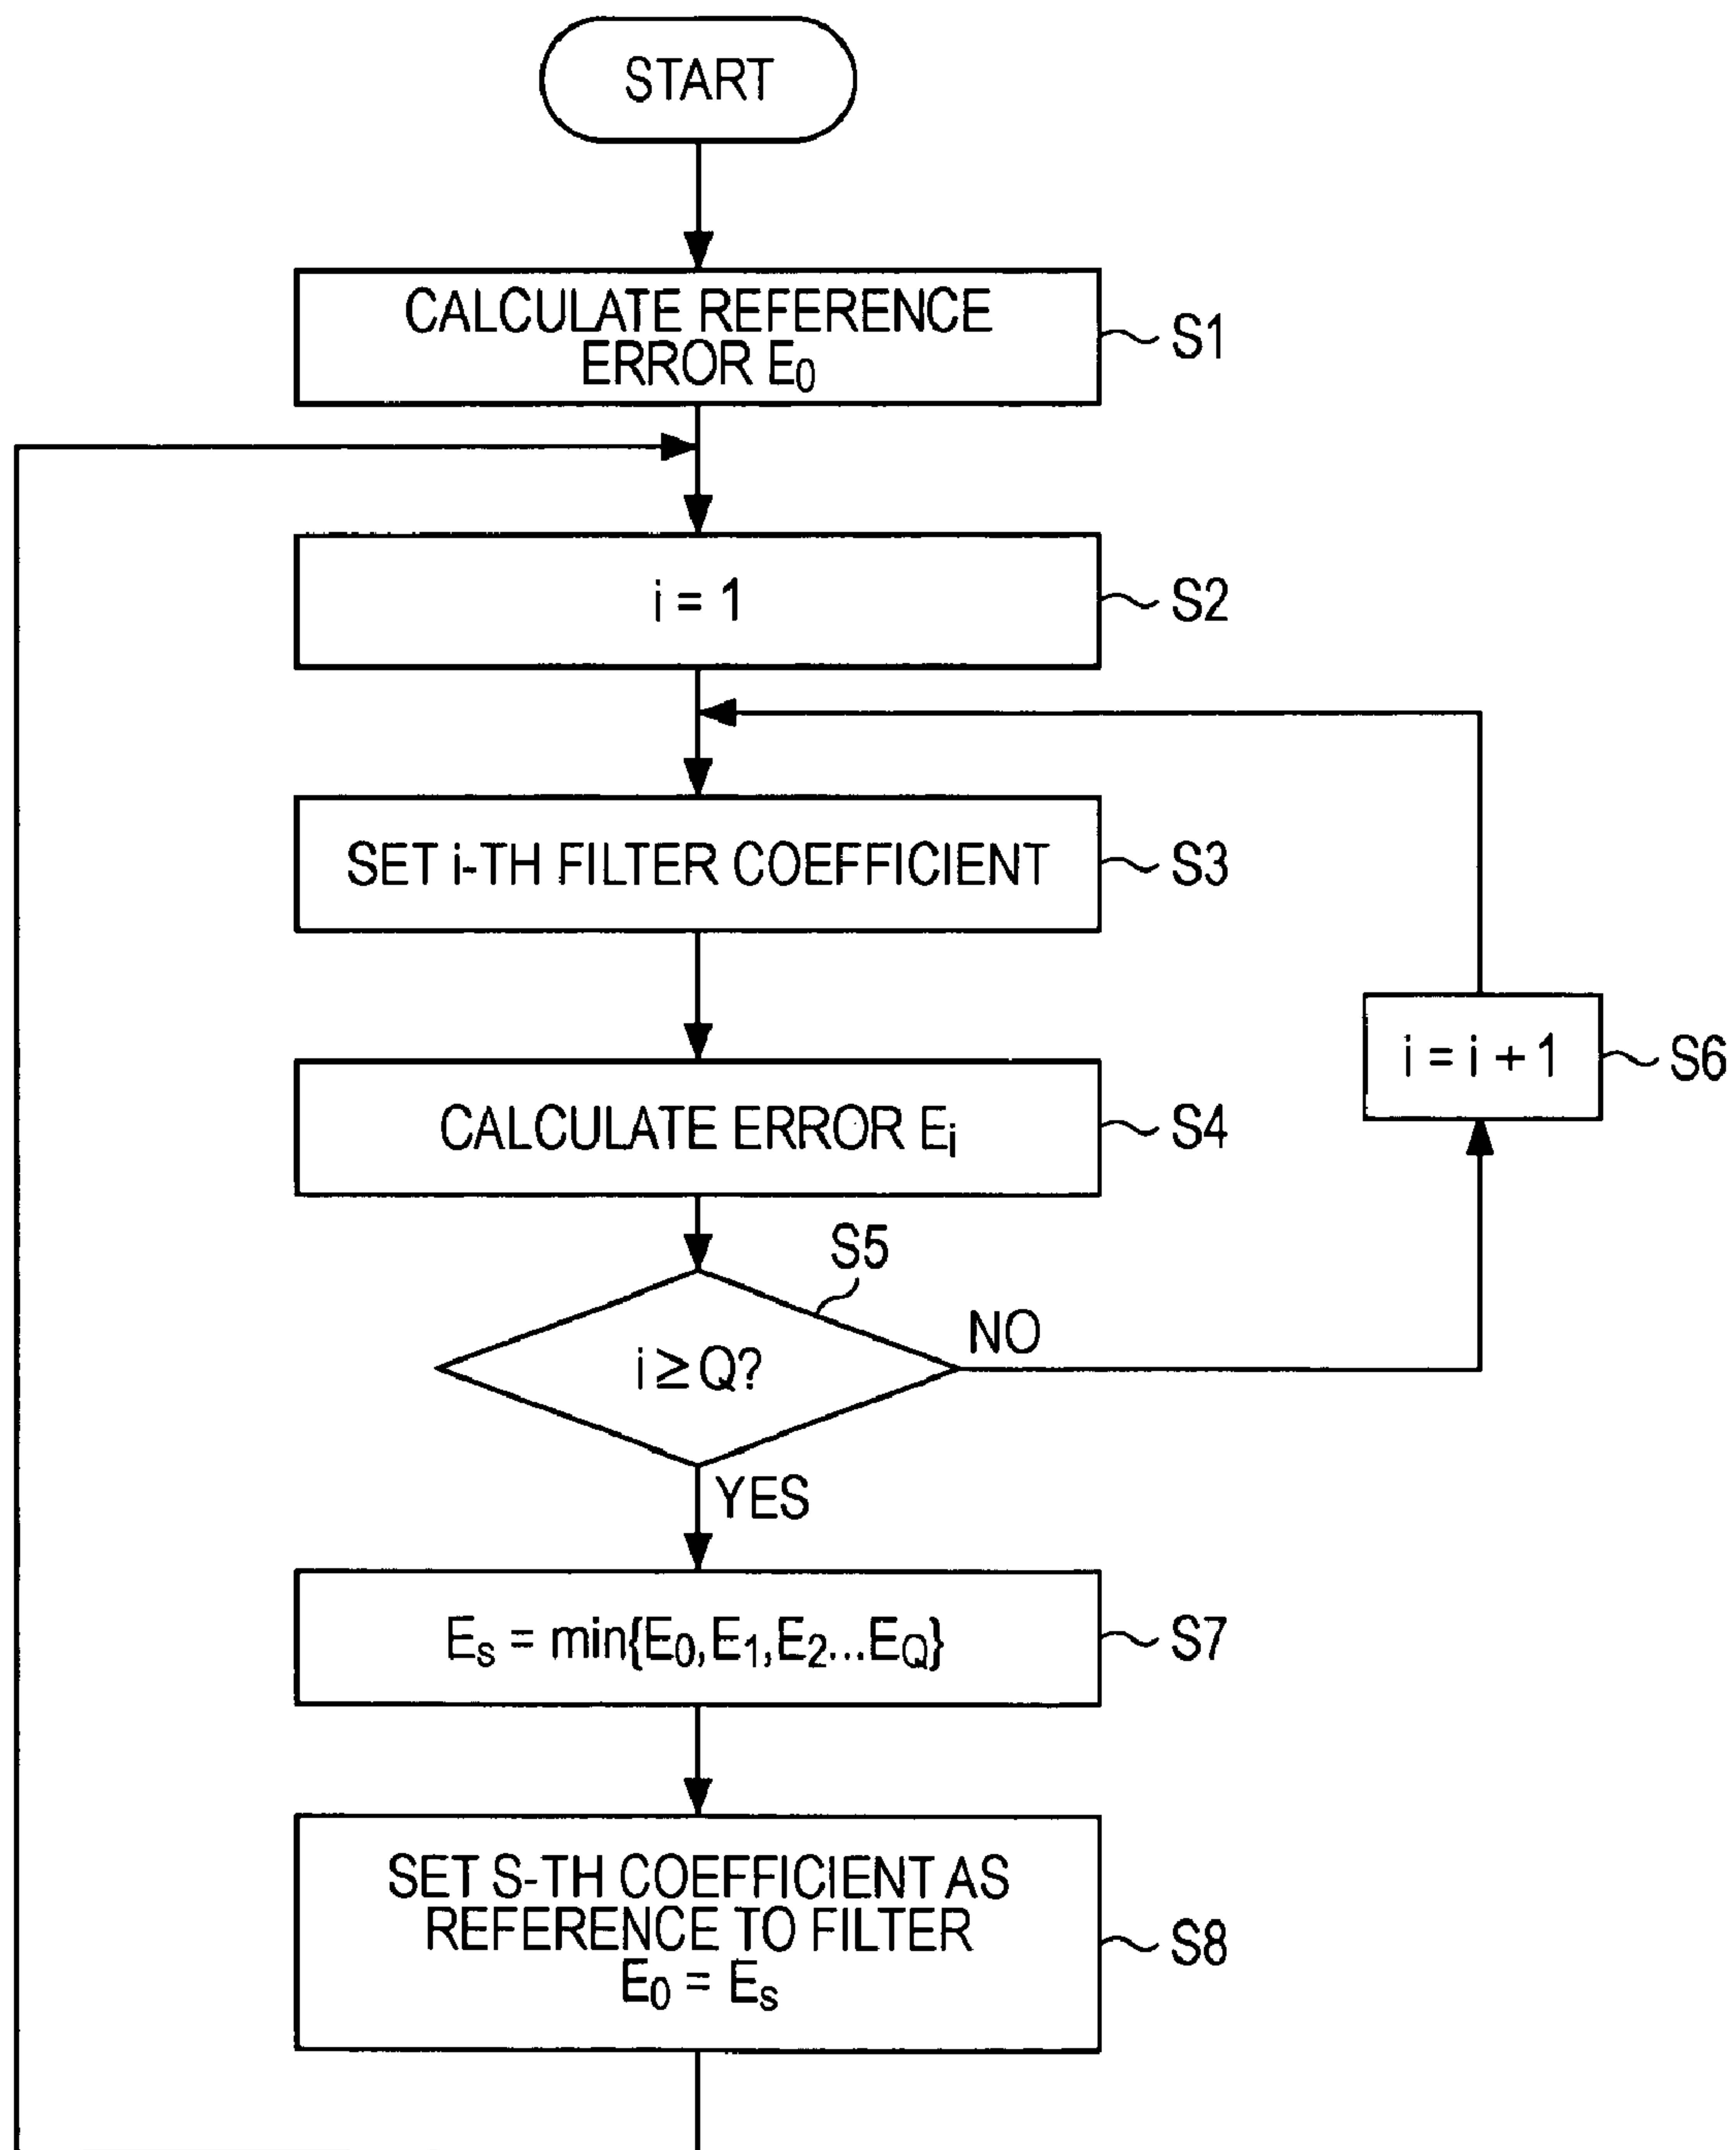 START
CALCULATE REFERENCE
ERROR E₀
S1
i = 1
S2
SET i-TH FILTER COEFFICIENT
S3
i = i + 1
S6
CALCULATE ERROR Eᵢ
S4
S5
i ≥ Q?
NO
YES
Eₛ = min{E₀,E₁,E₂...E_Q}
S7
SET S-TH COEFFICIENT AS
REFERENCE TO FILTER
E₀ = Eₛ
S8